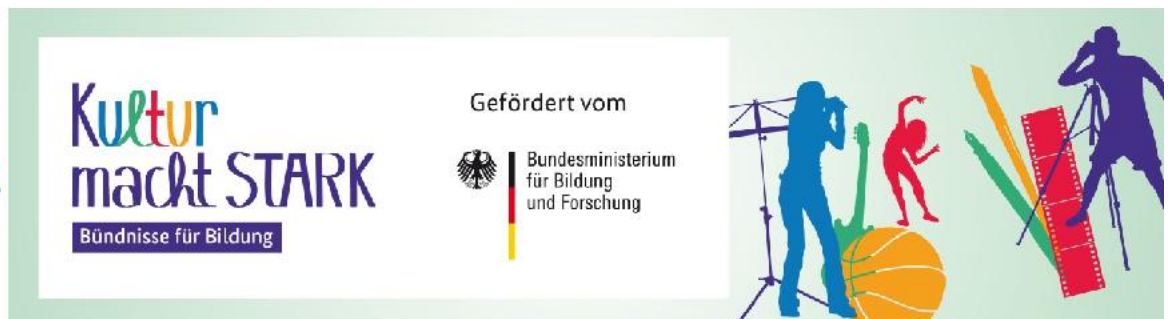 Kultur
macht STARK
Bündnisse für Bildung
Gefördert vom
Bundesministerium
für Bildung
und Forschung